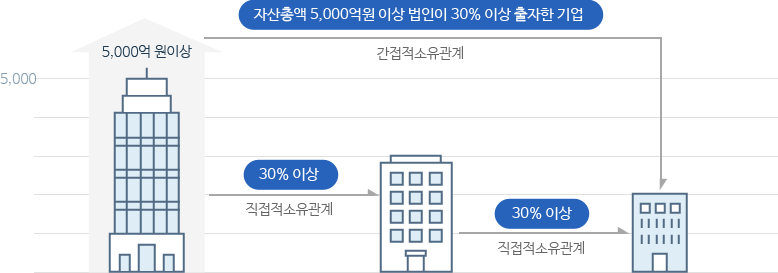 자산총액 5,000억원 이상 법인이 30% 이상 출자한 기업
5,000억 원이상
간접적소유관계
5,000
30% 이상
직접적소유관계
30% 이상
직접적소유관계